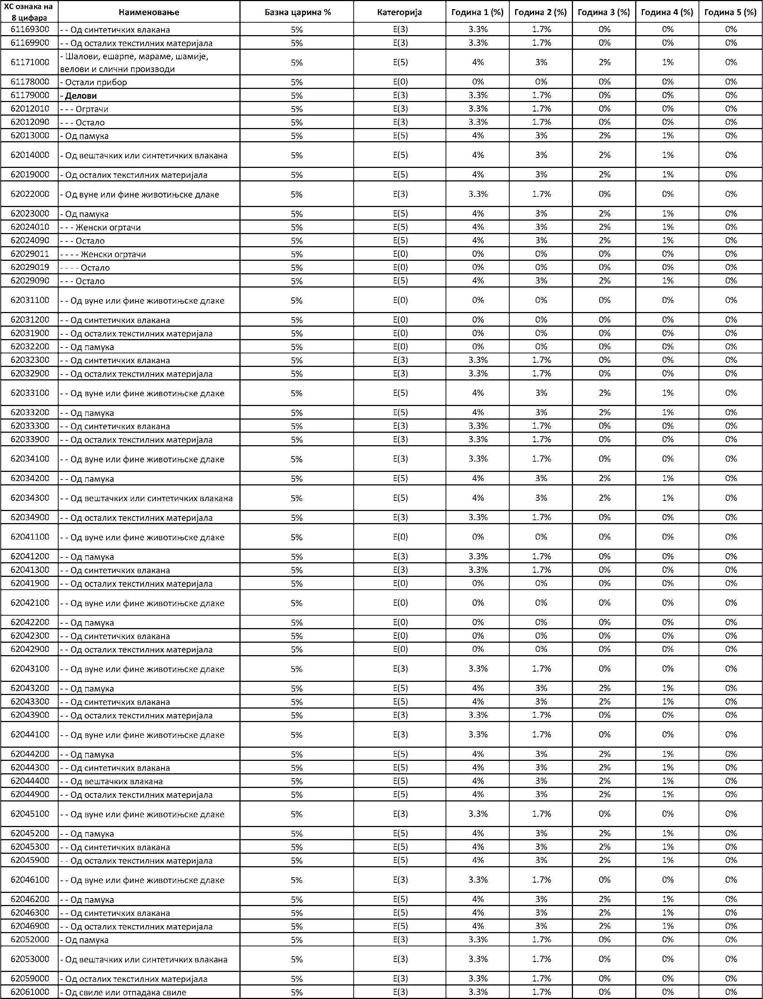 ХС ознака на 8 цифара Наименовање Базна царина % Категорија Година 1 (%) Година 2 (%) Година 3 (%) Година 4 (%) Година 5 (%)
61169300 - - Од синтетичких влакана 5% Е(3) 3.3% 1.7% 0% 0% 0%
61169900 - - Од осталих текстилних материјала 5% Е(3) 3.3% 1.7% 0% 0% 0%
61171000 - Шалови, ешарпе, мараме, шамије, велови и слични производи 5% Е(5) 4% 3% 2% 1% 0%
61178000 - Остали прибор 5% Е(0) 0% 0% 0% 0% 0%
61179000 - Делови 5% Е(3) 3.3% 1.7% 0% 0% 0%
62012010 - - - Огртачи 5% Е(3) 3.3% 1.7% 0% 0% 0%
62012090 - - - Остало 5% Е(3) 3.3% 1.7% 0% 0% 0%
62013000 - Од памука 5% Е(5) 4% 3% 2% 1% 0%
62014000 - Од вештачких или синтетичких влакана 5% Е(5) 4% 3% 2% 1% 0%
62019000 - Од осталих текстилних материјала 5% Е(5) 4% 3% 2% 1% 0%
62022000 - Од вуне или фине животињске длаке 5% Е(3) 3.3% 1.7% 0% 0% 0%
62023000 - Од памука 5% Е(5) 4% 3% 2% 1% 0%
62024010 - - - Женски огртачи 5% Е(5) 4% 3% 2% 1% 0%
62024090 - - - Остало 5% Е(5) 4% 3% 2% 1% 0%
62029011 - - - - Женски огртачи 5% Е(0) 0% 0% 0% 0% 0%
62029019 - - - - Остало 5% Е(0) 0% 0% 0% 0% 0%
62029090 - - - Остало 5% Е(5) 4% 3% 2% 1% 0%
62031100 - - Од вуне или фине животињске длаке 5% Е(0) 0% 0% 0% 0% 0%
62031200 - - Од синтетичких влакана 5% Е(0) 0% 0% 0% 0% 0%
62031900 - - Од осталих текстилних материјала 5% Е(0) 0% 0% 0% 0% 0%
62032200 - - Од памука 5% Е(0) 0% 0% 0% 0% 0%
62032300 - - Од синтетичких влакана 5% Е(3) 3.3% 1.7% 0% 0% 0%
62032900 - - Од осталих текстилних материјала 5% Е(3) 3.3% 1.7% 0% 0% 0%
62033100 - - Од вуне или фине животињске длаке 5% Е(5) 4% 3% 2% 1% 0%
62033200 - - Од памука 5% Е(5) 4% 3% 2% 1% 0%
62033300 - - Од синтетичких влакана 5% Е(3) 3.3% 1.7% 0% 0% 0%
62033900 - - Од осталих текстилних материјала 5% Е(3) 3.3% 1.7% 0% 0% 0%
62034100 - - Од вуне или фине животињске длаке 5% Е(3) 3.3% 1.7% 0% 0% 0%
62034200 - - Од памука 5% Е(5) 4% 3% 2% 1% 0%
62034300 - - Од вештачких или синтетичких влакана 5% Е(5) 4% 3% 2% 1% 0%
62034900 - - Од осталих текстилних материјала 5% Е(3) 3.3% 1.7% 0% 0% 0%
62041100 - - Од вуне или фине животињске длаке 5% Е(0) 0% 0% 0% 0% 0%
62041200 - - Од памука 5% Е(3) 3.3% 1.7% 0% 0% 0%
62041300 - - Од синтетичких влакана 5% Е(3) 3.3% 1.7% 0% 0% 0%
62041900 - - Од осталих текстилних материјала 5% Е(0) 0% 0% 0% 0% 0%
62042100 - - Од вуне или фине животињске длаке 5% Е(0) 0% 0% 0% 0% 0%
62042200 - - Од памука 5% Е(0) 0% 0% 0% 0% 0%
62042300 - - Од синтетичких влакана 5% Е(0) 0% 0% 0% 0% 0%
62042900 - - Од осталих текстилних материјала 5% Е(0) 0% 0% 0% 0% 0%
62043100 - - Од вуне или фине животињске длаке 5% Е(3) 3.3% 1.7% 0% 0% 0%
62043200 - - Од памука 5% Е(5) 4% 3% 2% 1% 0%
62043300 - - Од синтетичких влакана 5% Е(5) 4% 3% 2% 1% 0%
62043900 - - Од осталих текстилних материјала 5% Е(3) 3.3% 1.7% 0% 0% 0%
62044100 - - Од вуне или фине животињске длаке 5% Е(3) 3.3% 1.7% 0% 0% 0%
62044200 - - Од памука 5% Е(5) 4% 3% 2% 1% 0%
62044300 - - Од синтетичких влакана 5% Е(5) 4% 3% 2% 1% 0%
62044400 - - Од вештачких влакана 5% Е(5) 4% 3% 2% 1% 0%
62044900 - - Од осталих текстилних материјала 5% Е(5) 4% 3% 2% 1% 0%
62045100 - - Од вуне или фине животињске длаке 5% Е(3) 3.3% 1.7% 0% 0% 0%
62045200 - - Од памука 5% Е(5) 4% 3% 2% 1% 0%
62045300 - - Од синтетичких влакана 5% Е(5) 4% 3% 2% 1% 0%
62045900 - - Од осталих текстилних материјала 5% Е(5) 4% 3% 2% 1% 0%
62046100 - - Од вуне или фине животињске длаке 5% Е(3) 3.3% 1.7% 0% 0% 0%
62046200 - - Од памука 5% Е(5) 4% 3% 2% 1% 0%
62046300 - - Од синтетичких влакана 5% Е(5) 4% 3% 2% 1% 0%
62046900 - - Од осталих текстилних материјала 5% Е(5) 4% 3% 2% 1% 0%
62052000 - Од памука 5% Е(3) 3.3% 1.7% 0% 0% 0%
62053000 - Од вештачких или синтетичких влакана 5% Е(3) 3.3% 1.7% 0% 0% 0%
62059000 - Од осталих текстилних материјала 5% Е(3) 3.3% 1.7% 0% 0% 0%
62061000 - Од свиле или отпадака свиле 5% Е(3) 3.3% 1.7% 0% 0% 0%